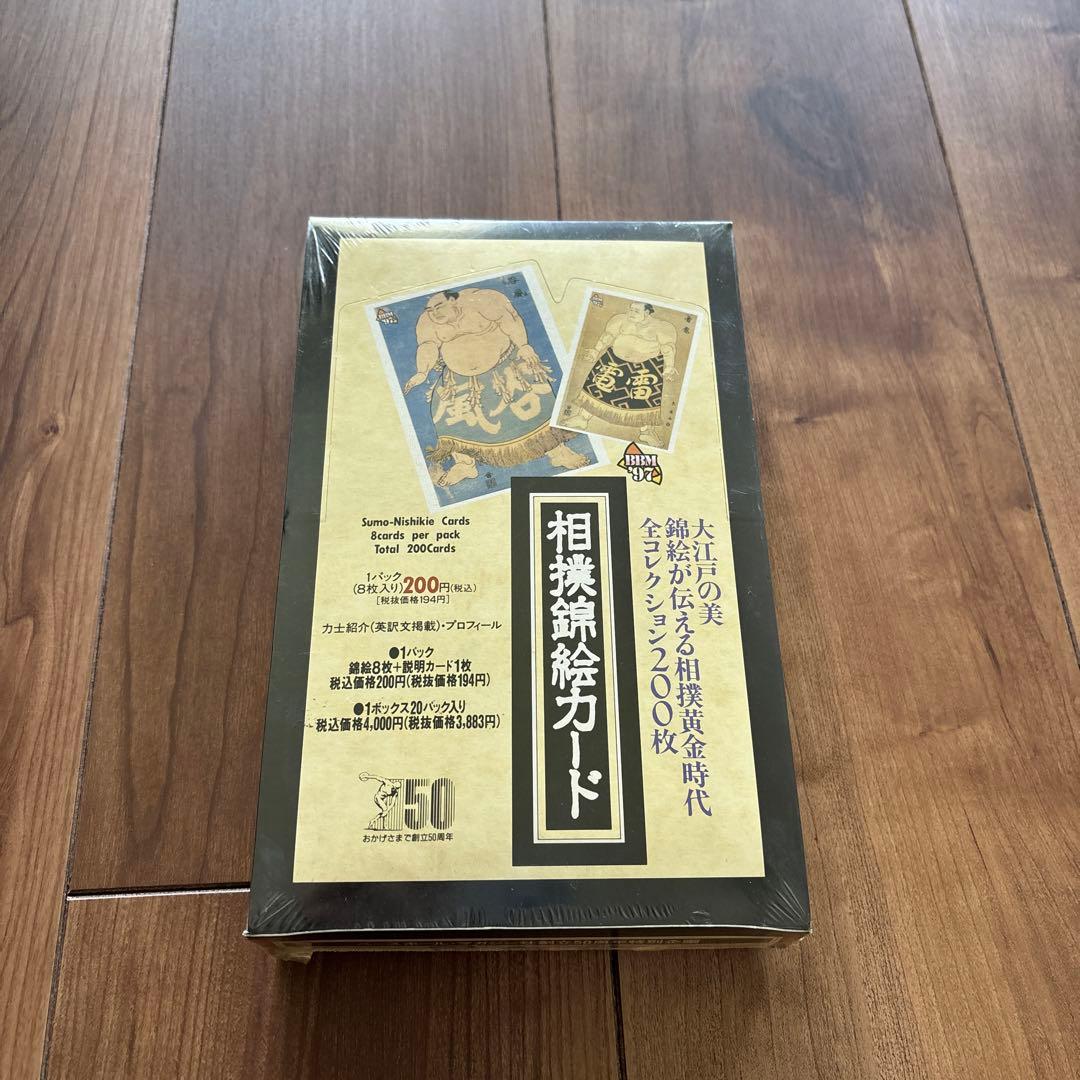 谷風
BBM
'97
BBM
'97
雷電
BBM
'97
Sumo-Nishikie Cards
8cards per pack
Total 200Cards
1パック
(8枚入り)200円(税込)
[税抜価格194円]
力士紹介(英訳文掲載)・プロフィール
●1パック
錦絵8枚+説明カード1枚
税込価格200円(税抜価格194円)
●1ボックス20パック入り
税込価格4,000円(税抜価格3,883円)
50
おかげさまで創立50周年
相撲錦絵カード
大江戸の美
錦絵が伝える相撲黄金時代
全コレクション200枚